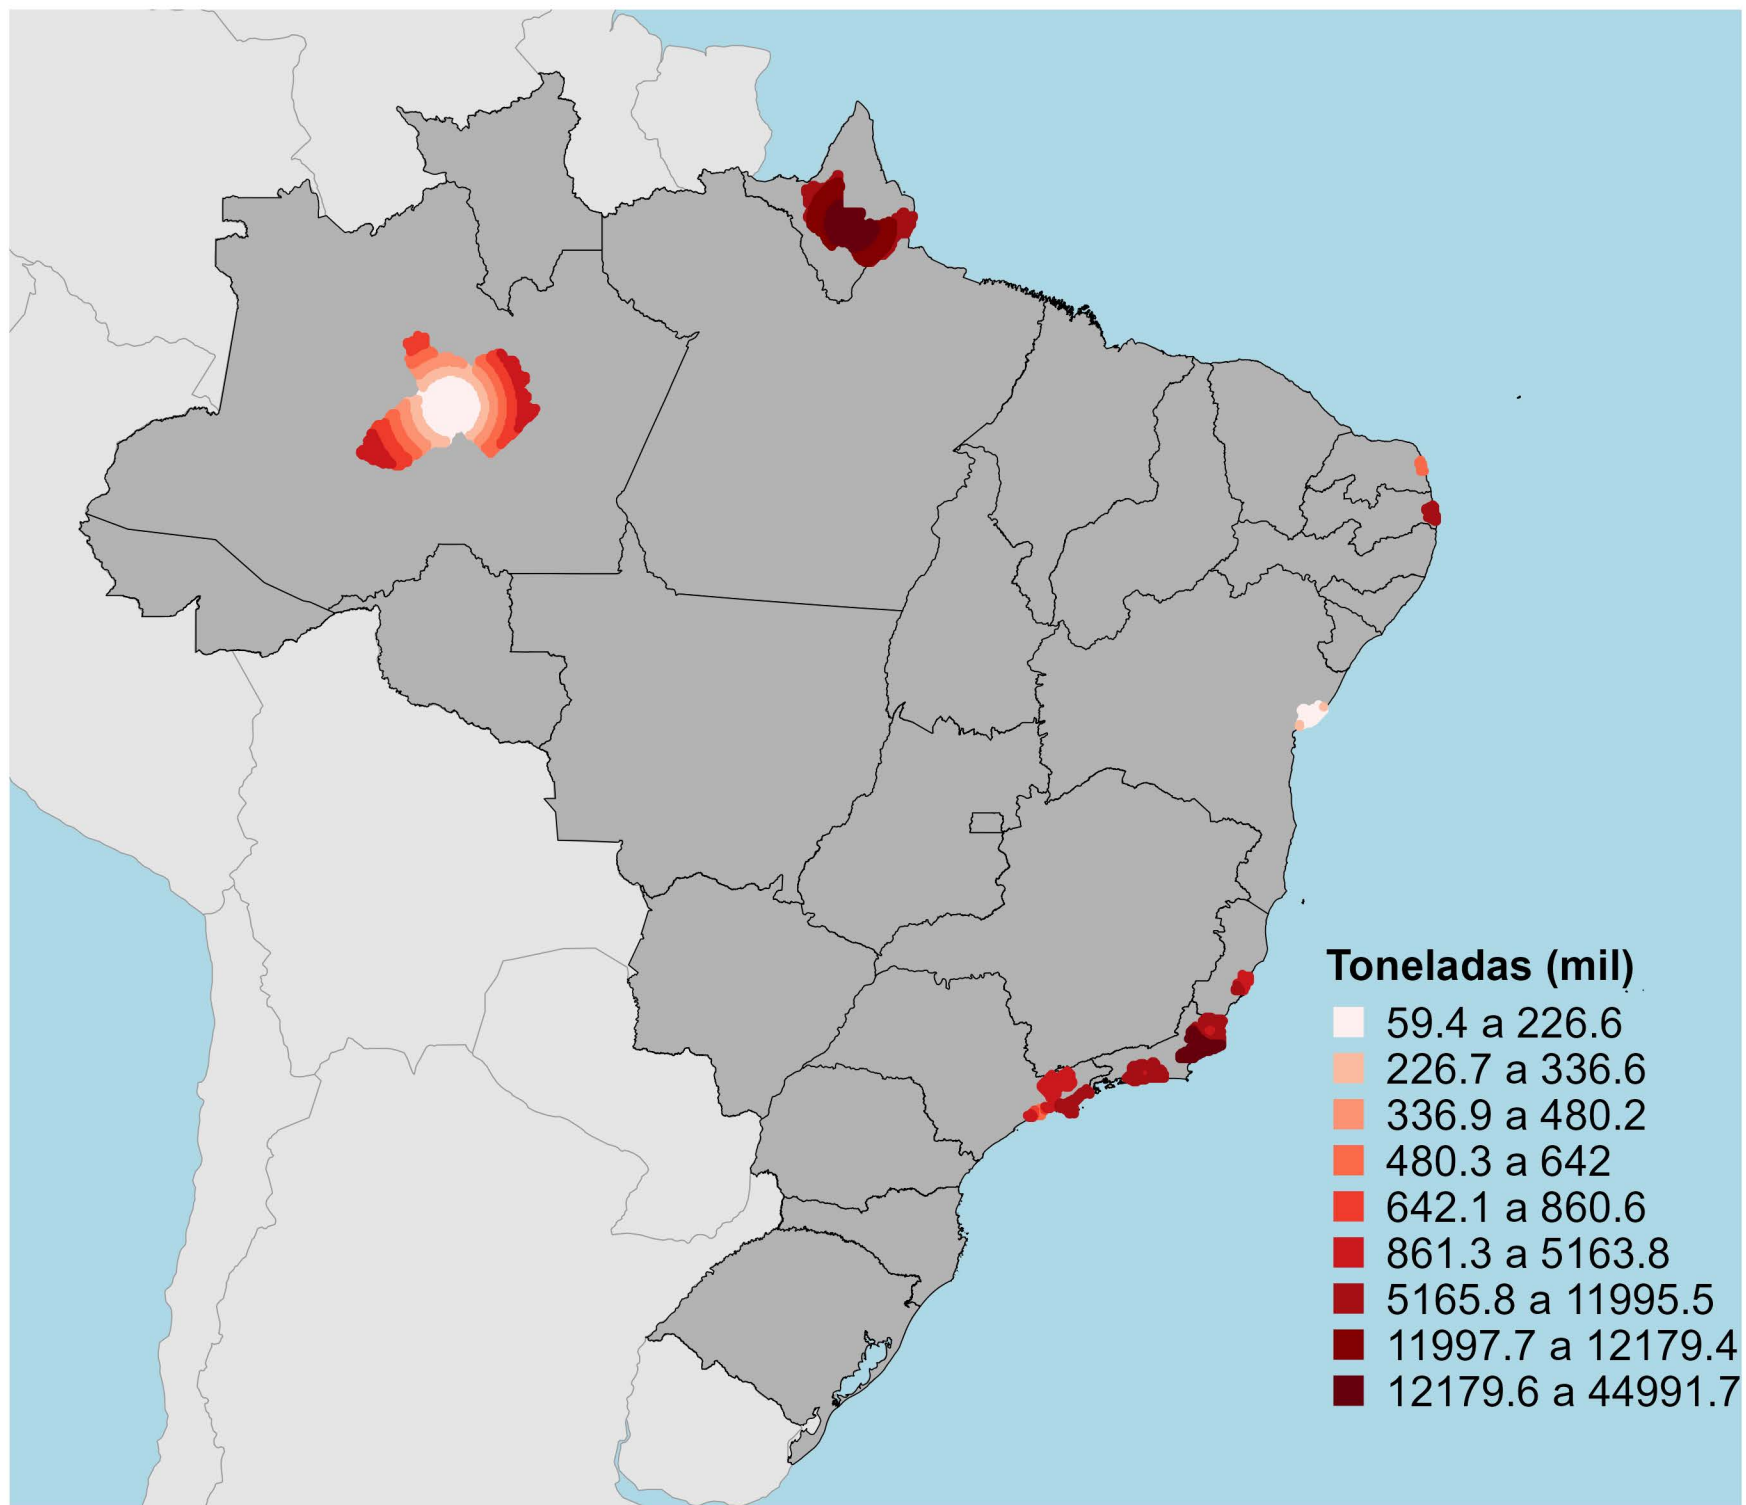 Toneladas (mil)
59.4 a 226.6
226.7 a 336.6
336.9 a 480.2
480.3 a 642
642.1 a 860.6
861.3 a 5163.8
5165.8 a 11995.5
11997.7 a 12179.4
12179.6 a 44991.7